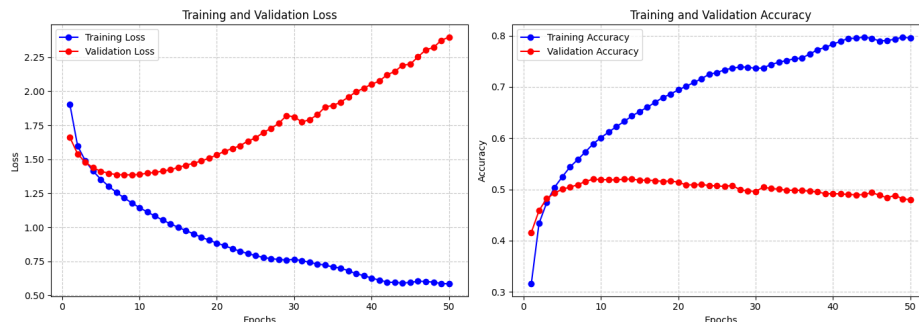 Training and Validation Loss
Training Loss
Validation Loss
Loss
2.25
2.00
1.75
1.50
1.25
1.00
0.75
0.50
0
10
20
30
40
50
Epochs
Training and Validation Accuracy
Training Accuracy
Validation Accuracy
Accuracy
0.8
0.7
0.6
0.5
0.4
0.3
0
10
20
30
40
50
Epochs